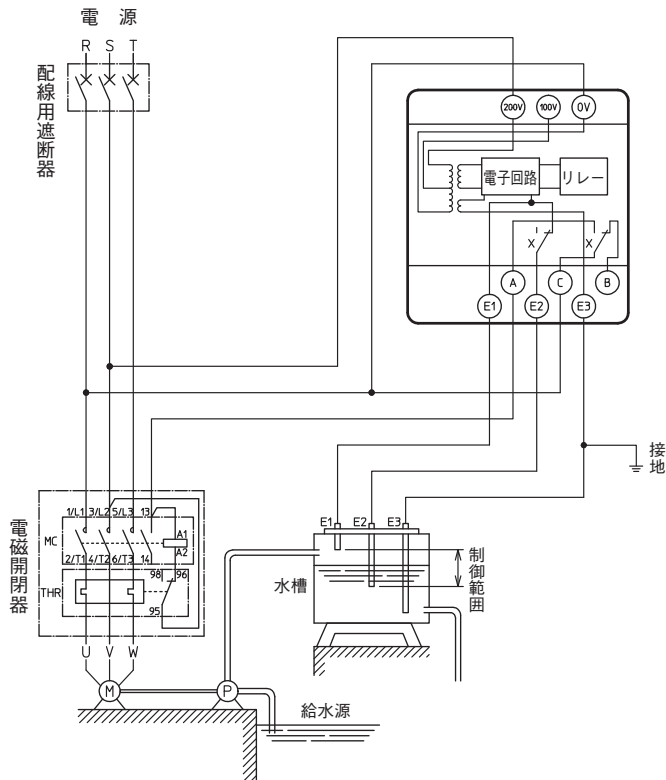 電　源
R S T
配線用遮断器
200V 100V 0V
電子回路 リレー
X X
A C B
E1 E2 E3
接地
電磁開閉器
1/L1 3/L2 5/L3 13
MC
A1
A2
2/T1 4/T2 6/T3 14
THR
98 96
95
U V W
E1 E2 E3
水槽
制御範囲
M P
給水源